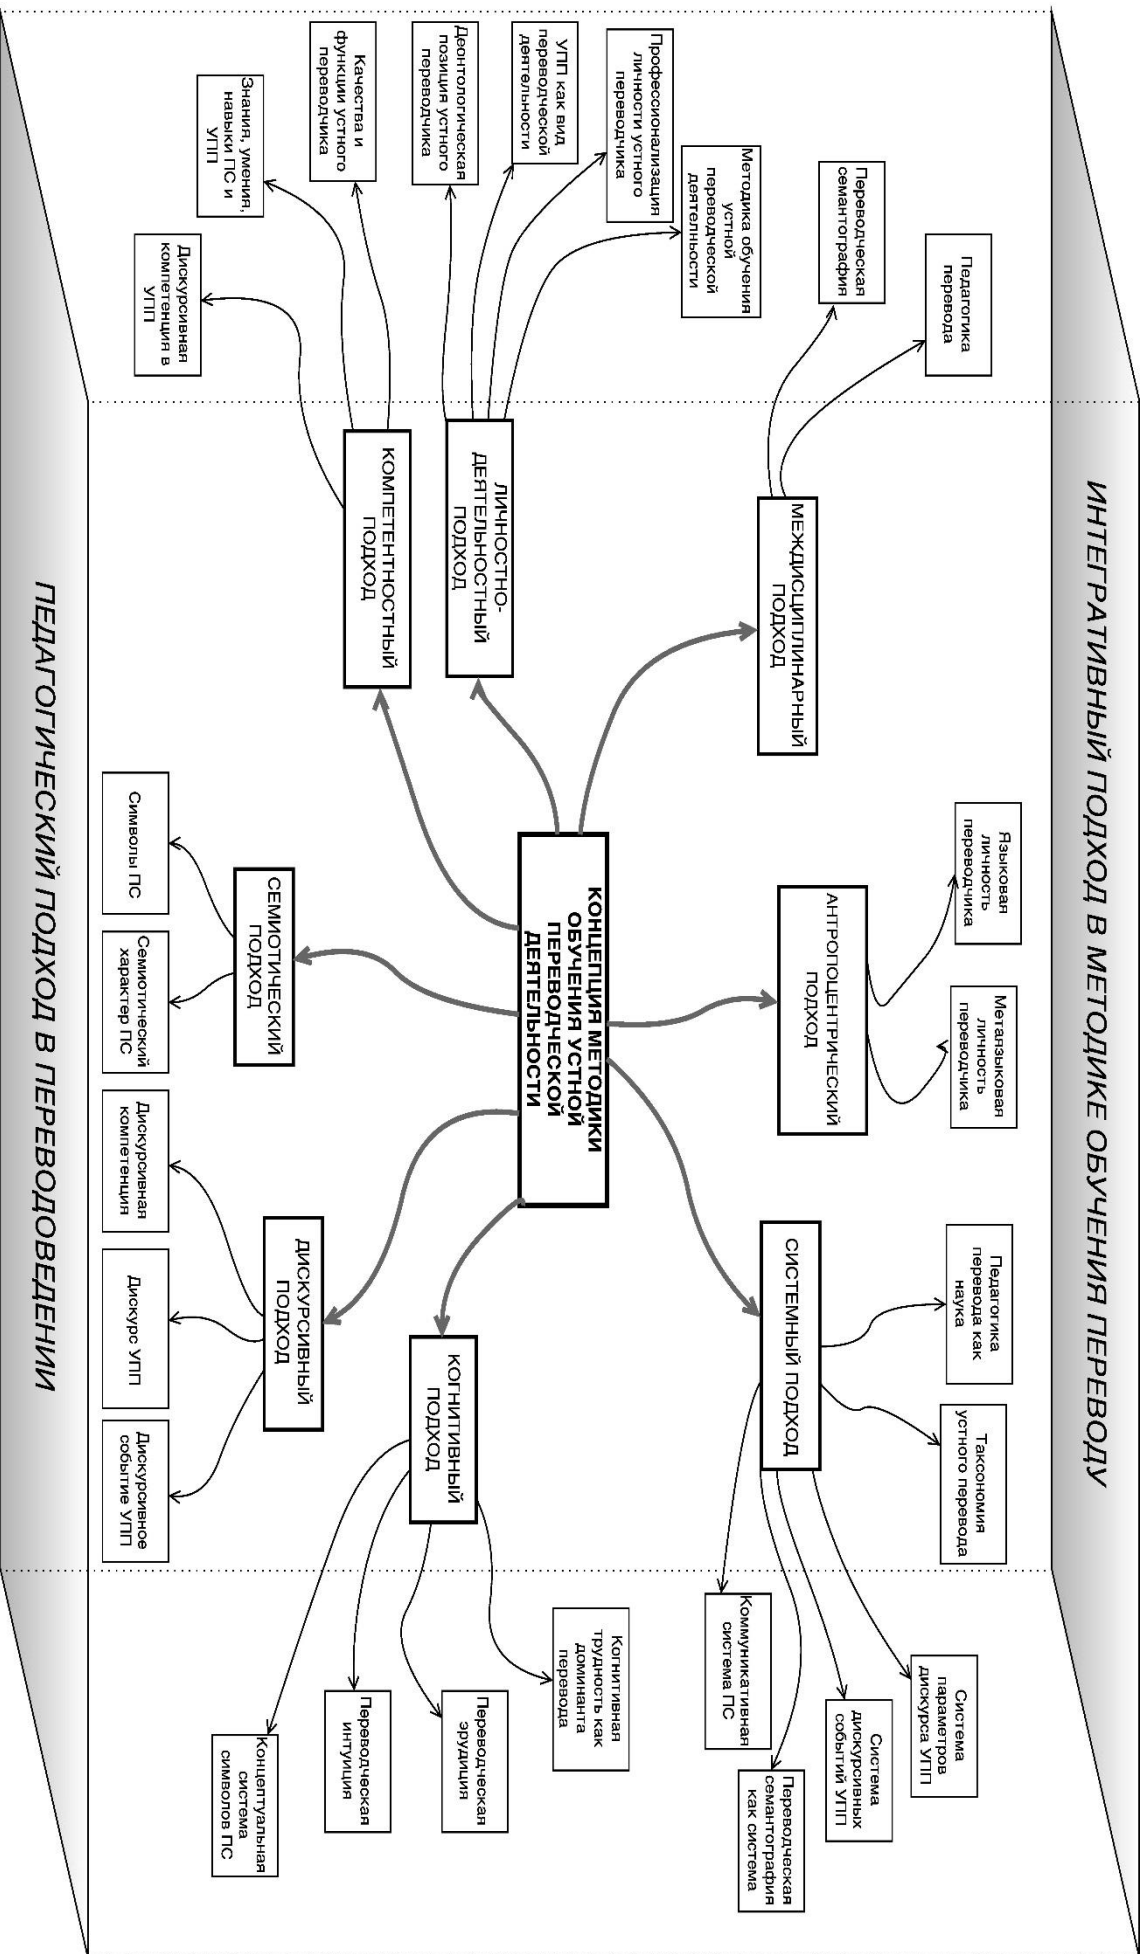 ИНТЕГРАТИВНЫЙ ПОДХОД В МЕТОДИКЕ ОБУЧЕНИЯ ПЕРЕВОДУ
Педагогика
перевода
Переводческая
семантография
Методика обучения
устной
переводческой
деятелньости
Профессионализация
личности устного
переводчика
УПП как вид
переводческой
деятельности
Деонтологическая
позиция устного
переводчика
Качества и
функции устного
переводчика
Знания, умения,
навыки ПС и
УПП
Дискурсивная
компетенция в
УПП
МЕЖДИСЦИПЛИНАРНЫЙ
ПОДХОД
ЛИЧНОСТНО-
ДЕЯТЕЛЬНОСТНЫЙ
ПОДХОД
КОМПЕТЕНТНОСТНЫЙ
ПОДХОД
Языковая
личность
переводчика
Метаязыковая
личность
переводчика
АНТРОПОЦЕНТРИЧЕСКИЙ
ПОДХОД
КОНЦЕПЦИЯ МЕТОДИКИ
ОБУЧЕНИЯ УСТНОЙ
ПЕРЕВОДЧЕСКОЙ
ДЕЯТЕЛЬНОСТИ
СЕМИОТИЧЕСКИЙ
ПОДХОД
Символы ПС
Семиотический
характер ПС
Педагогика
перевода как
наука
Таксономия
устного перевода
СИСТЕМНЫЙ ПОДХОД
Система
параметров
дискурса УПП
Система
дискурсивных
событий УПП
Переводческая
семантография
как система
Коммуникативная
система ПС
КОГНИТИВНЫЙ
ПОДХОД
Когнитивная
трудность как
доминанта
перевода
Переводческая
эрудиция
Переводческая
интуиция
Концептуальная
система
символов ПС
ДИСКУРСИВНЫЙ
ПОДХОД
Дискурсивная
компетенция
Дискурс УПП
Дискурсивное
событие УПП
ПЕДАГОГИЧЕСКИЙ ПОДХОД В ПЕРЕВОДОВЕДЕНИИ